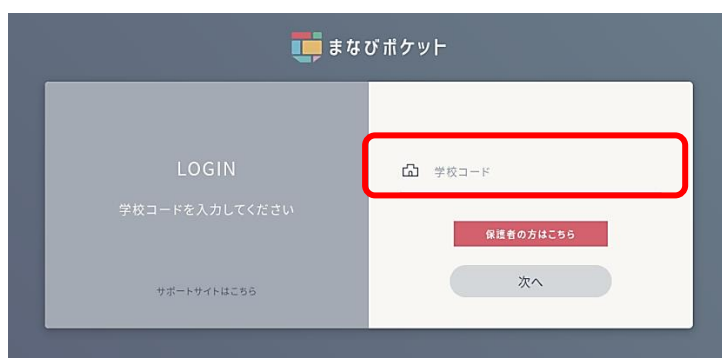 まなびポケット
LOGIN
学校コードを入力してください
サポートサイトはこちら
学校コード
保護者の方はこちら
次へ